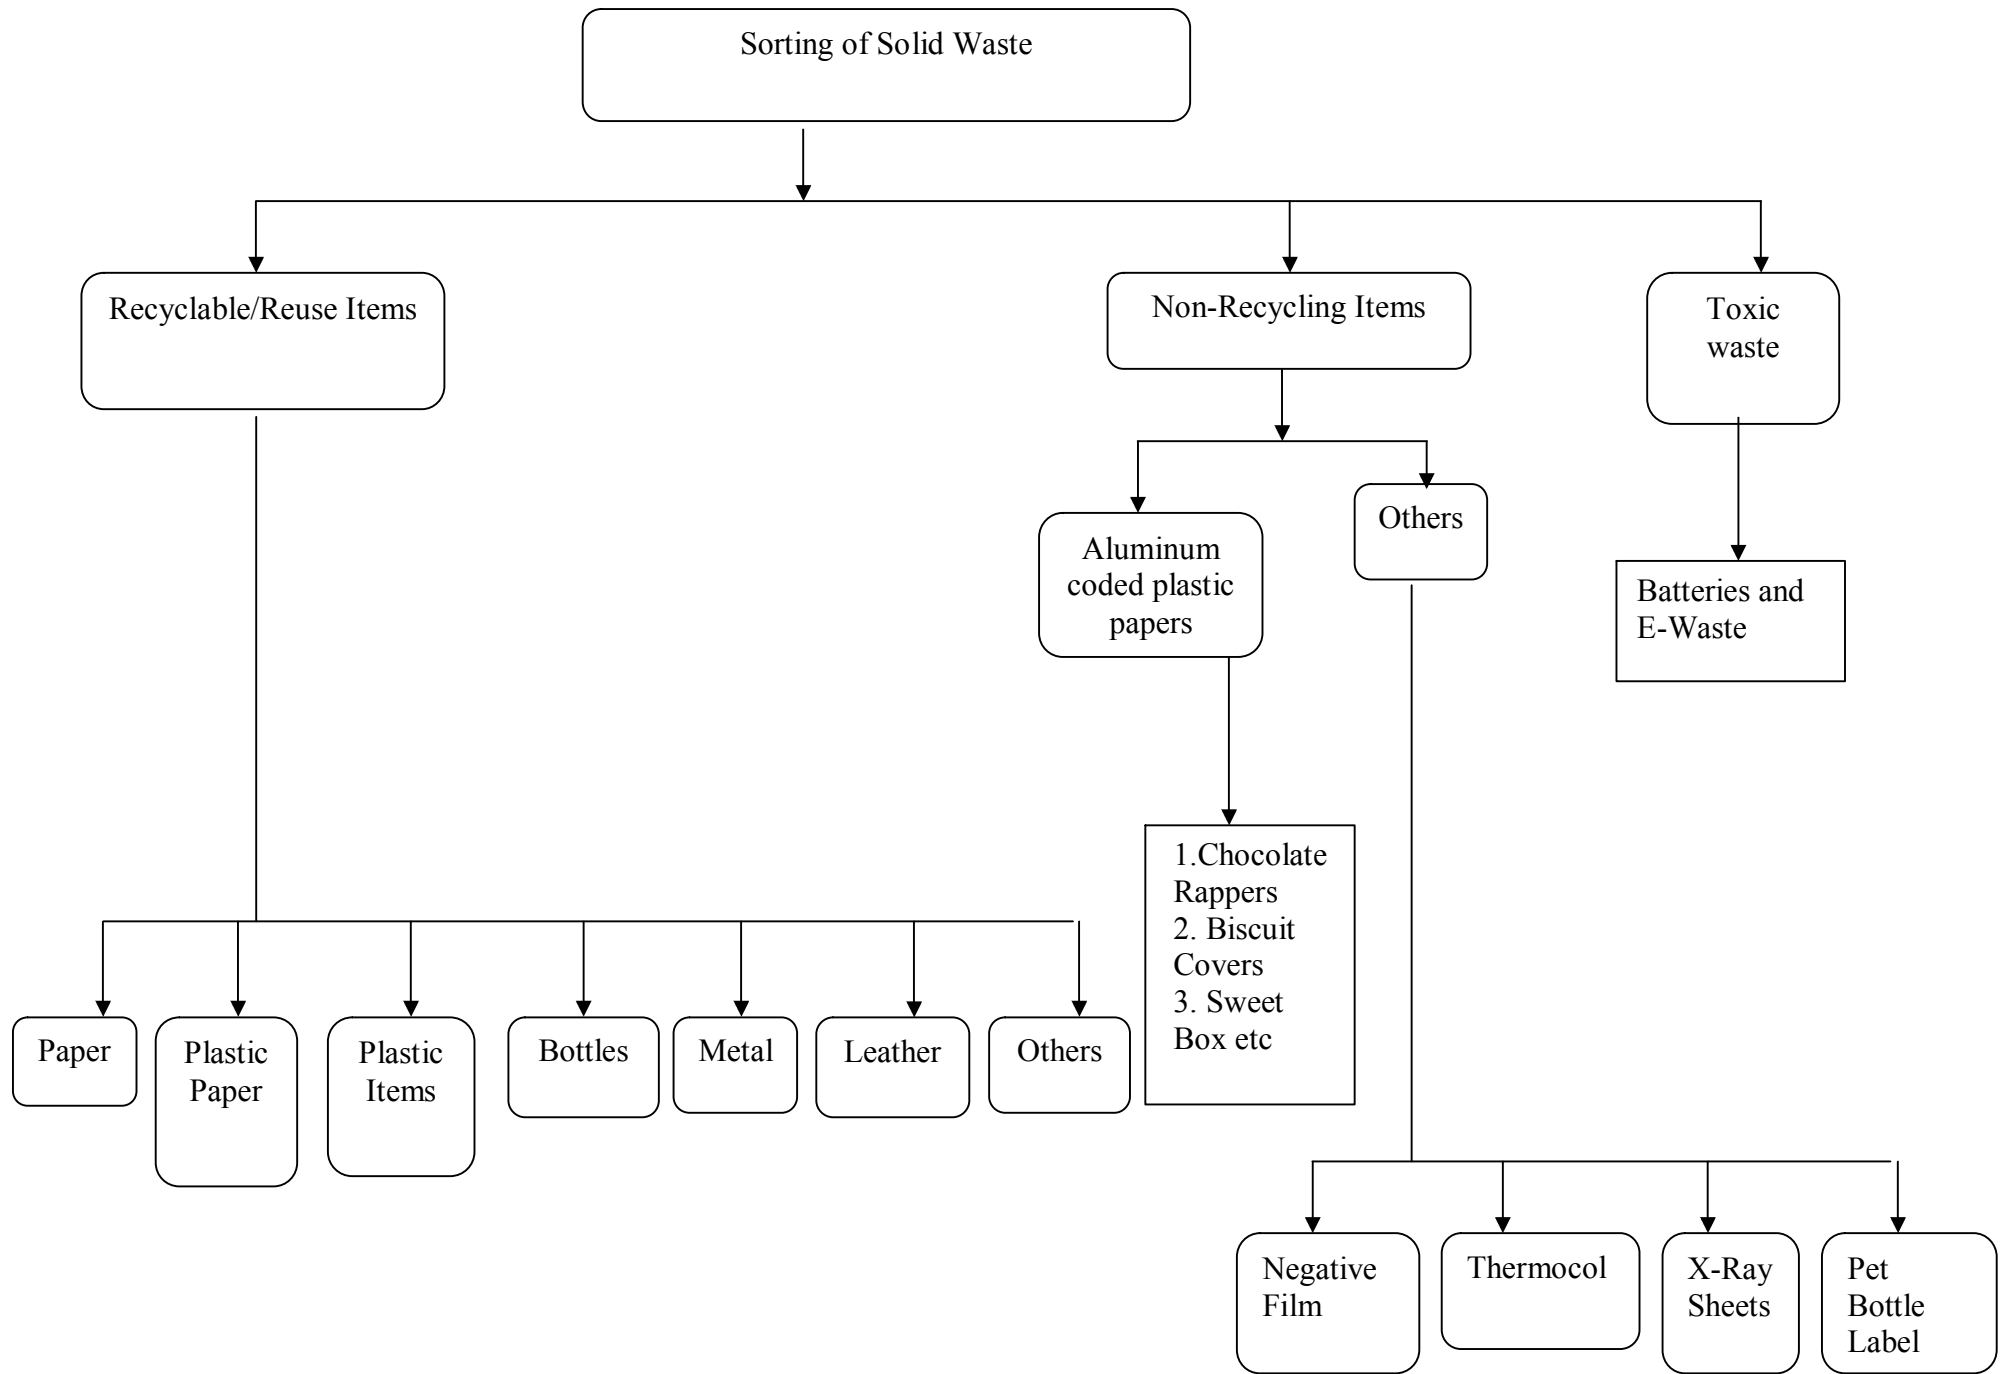 Sorting of Solid Waste
Recyclable/Reuse Items
Non-Recycling Items
Toxic
waste
Aluminum
coded plastic
papers
Others
Batteries and
E-Waste
1.Chocolate
Rappers
2. Biscuit
Covers
3. Sweet
Box etc
Paper
Plastic
Paper
Plastic
Items
Bottles
Metal
Leather
Others
Negative
Film
Thermocol
X-Ray
Sheets
Pet
Bottle
Label